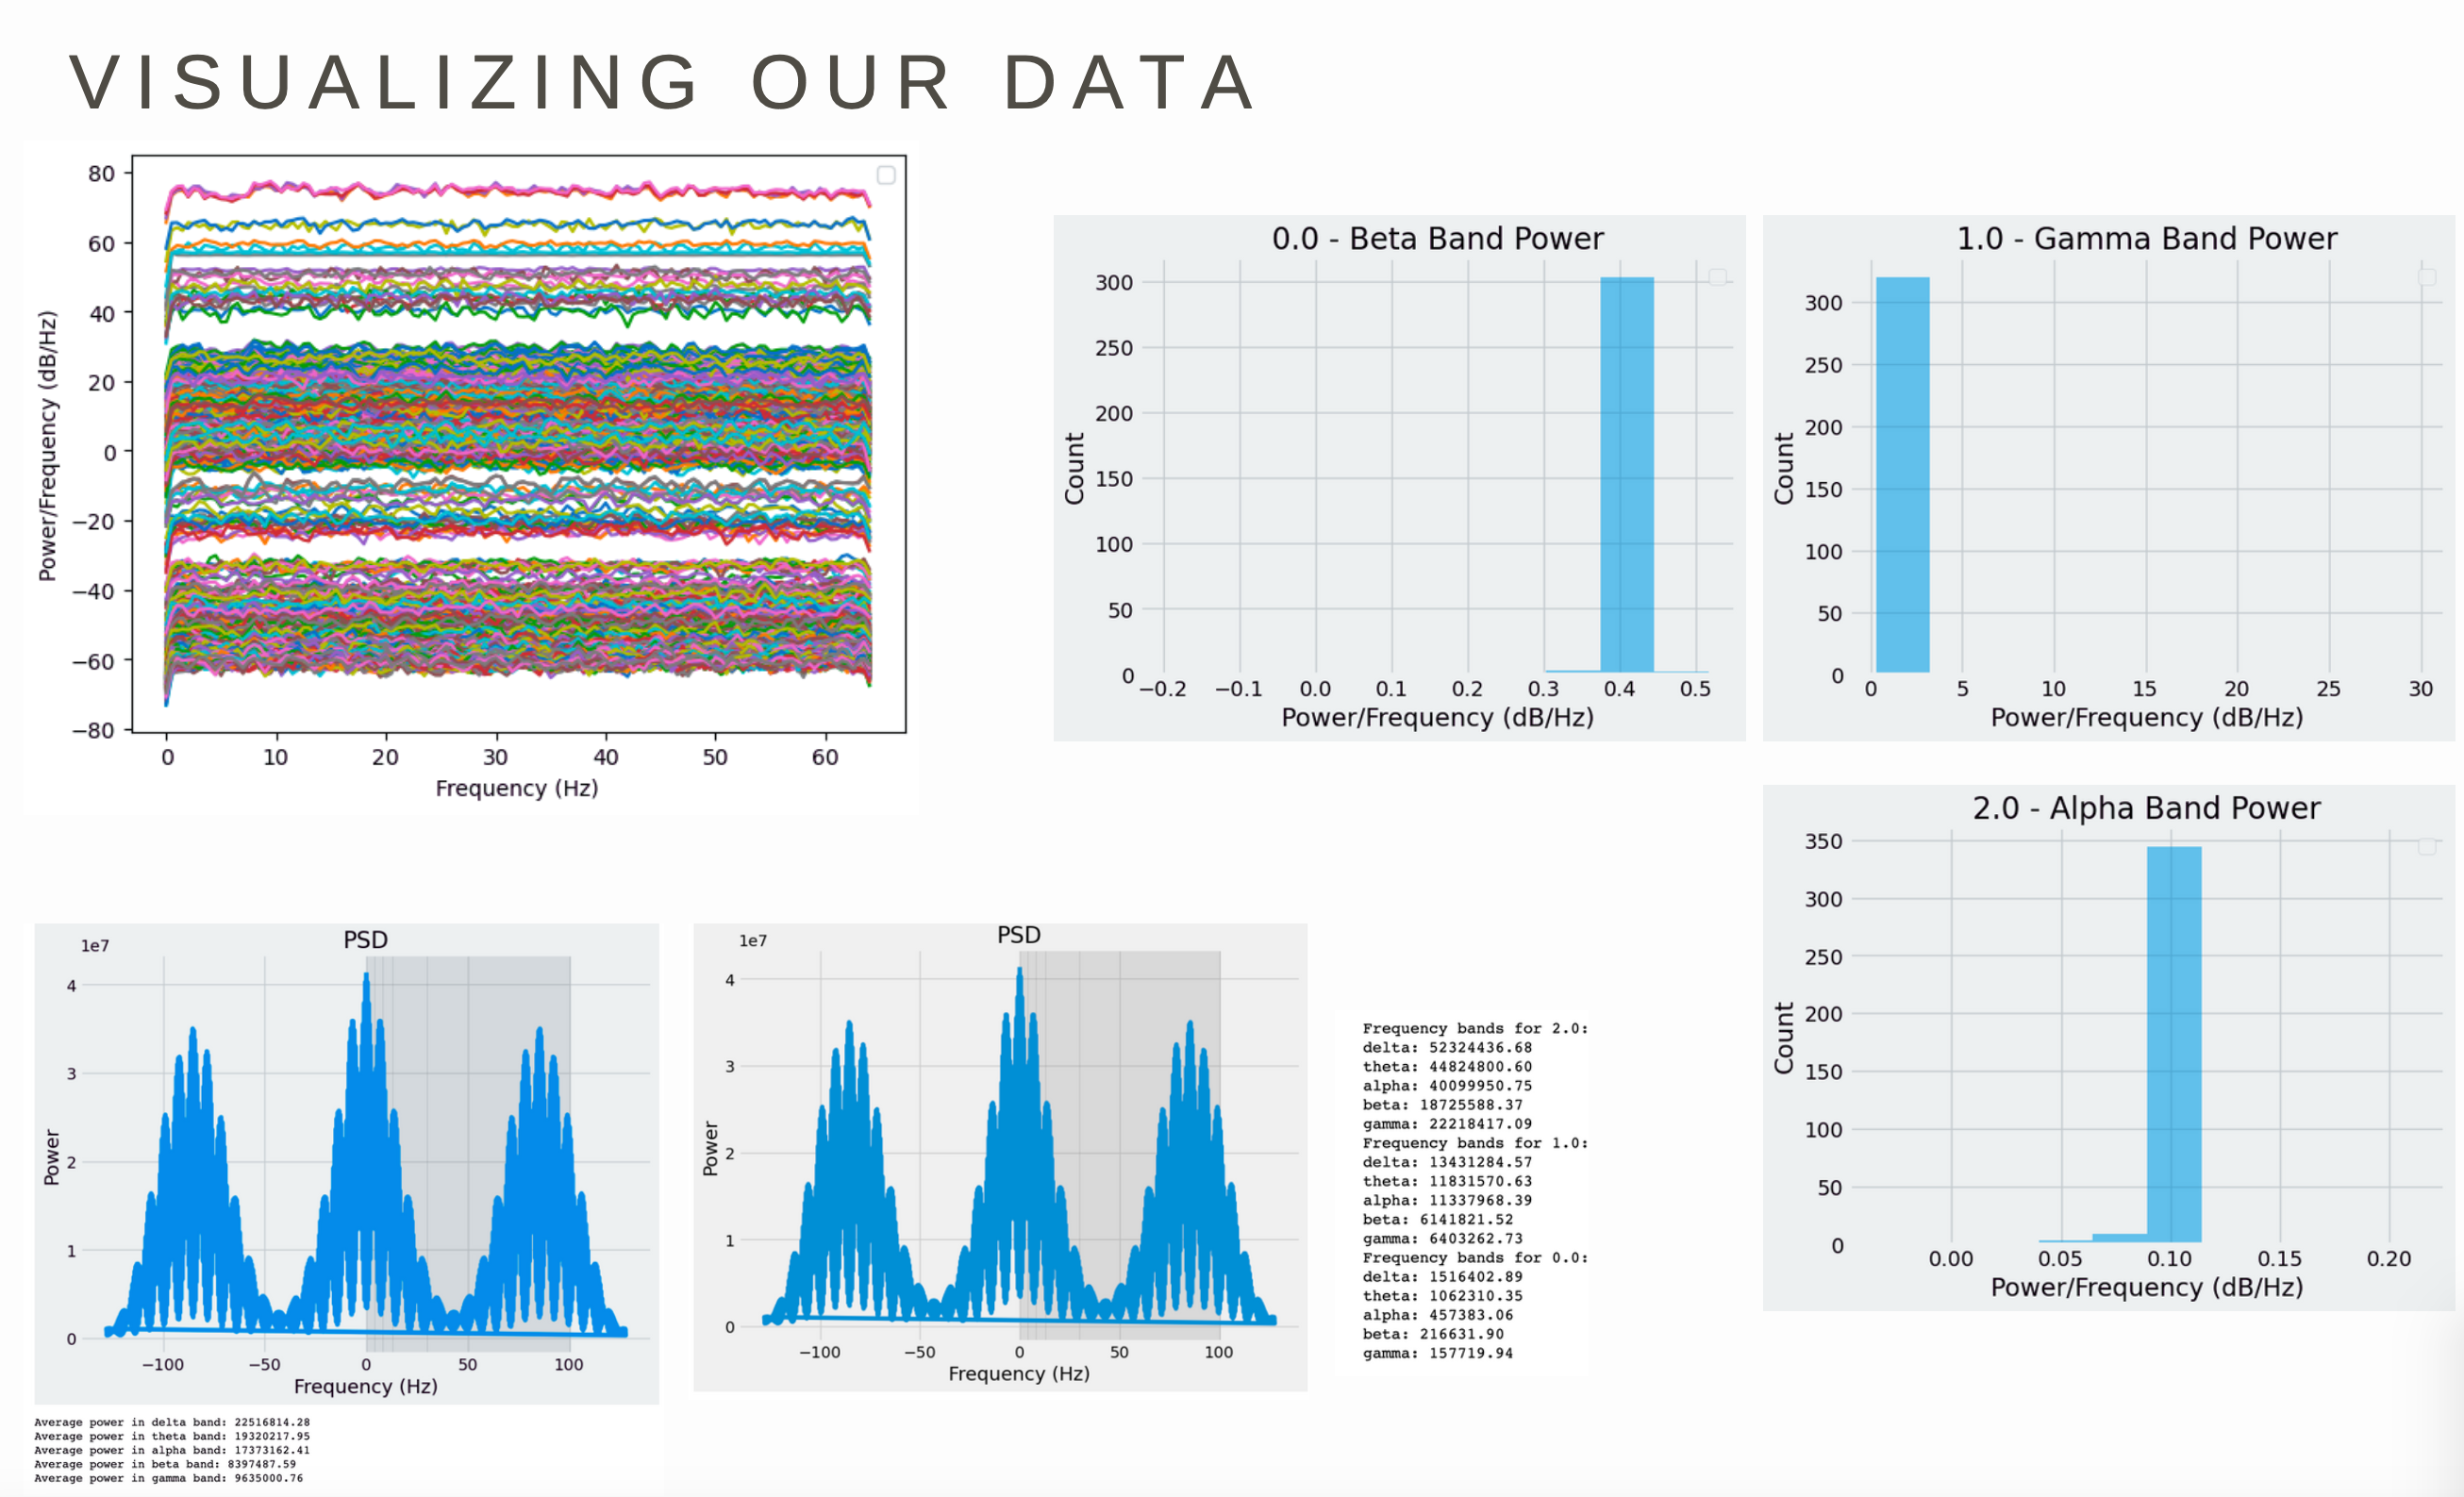 VISUALIZING OUR DATA
80
60
40
20
0
−20
−40
−60
−80
Power/Frequency (dB/Hz)
0 10 20 30 40 50 60
Frequency (Hz)
0.0 - Beta Band Power
300
250
200
150
100
50
0
Count
−0.2 −0.1 0.0 0.1 0.2 0.3 0.4 0.5
Power/Frequency (dB/Hz)
1.0 - Gamma Band Power
300
250
200
150
100
50
0
Count
0 5 10 15 20 25 30
Power/Frequency (dB/Hz)
2.0 - Alpha Band Power
350
300
250
200
150
100
50
0
Count
0.00 0.05 0.10 0.15 0.20
Power/Frequency (dB/Hz)
PSD
1e7
4
3
2
1
0
Power
−100 −50 0 50 100
Frequency (Hz)
Average power in delta band: 22516814.28
Average power in theta band: 19320217.95
Average power in alpha band: 17373162.41
Average power in beta band: 8397487.59
Average power in gamma band: 9635000.76
PSD
1e7
4
3
2
1
0
Power
−100 −50 0 50 100
Frequency (Hz)
Frequency bands for 2.0:
delta: 52324436.68
theta: 44824800.60
alpha: 40099950.75
beta: 18725588.37
gamma: 22218417.09
Frequency bands for 1.0:
delta: 13431284.57
theta: 11831570.63
alpha: 11337968.39
beta: 6141821.52
gamma: 6403262.73
Frequency bands for 0.0:
delta: 1516402.89
theta: 1062310.35
alpha: 457383.06
beta: 216631.90
gamma: 157719.94